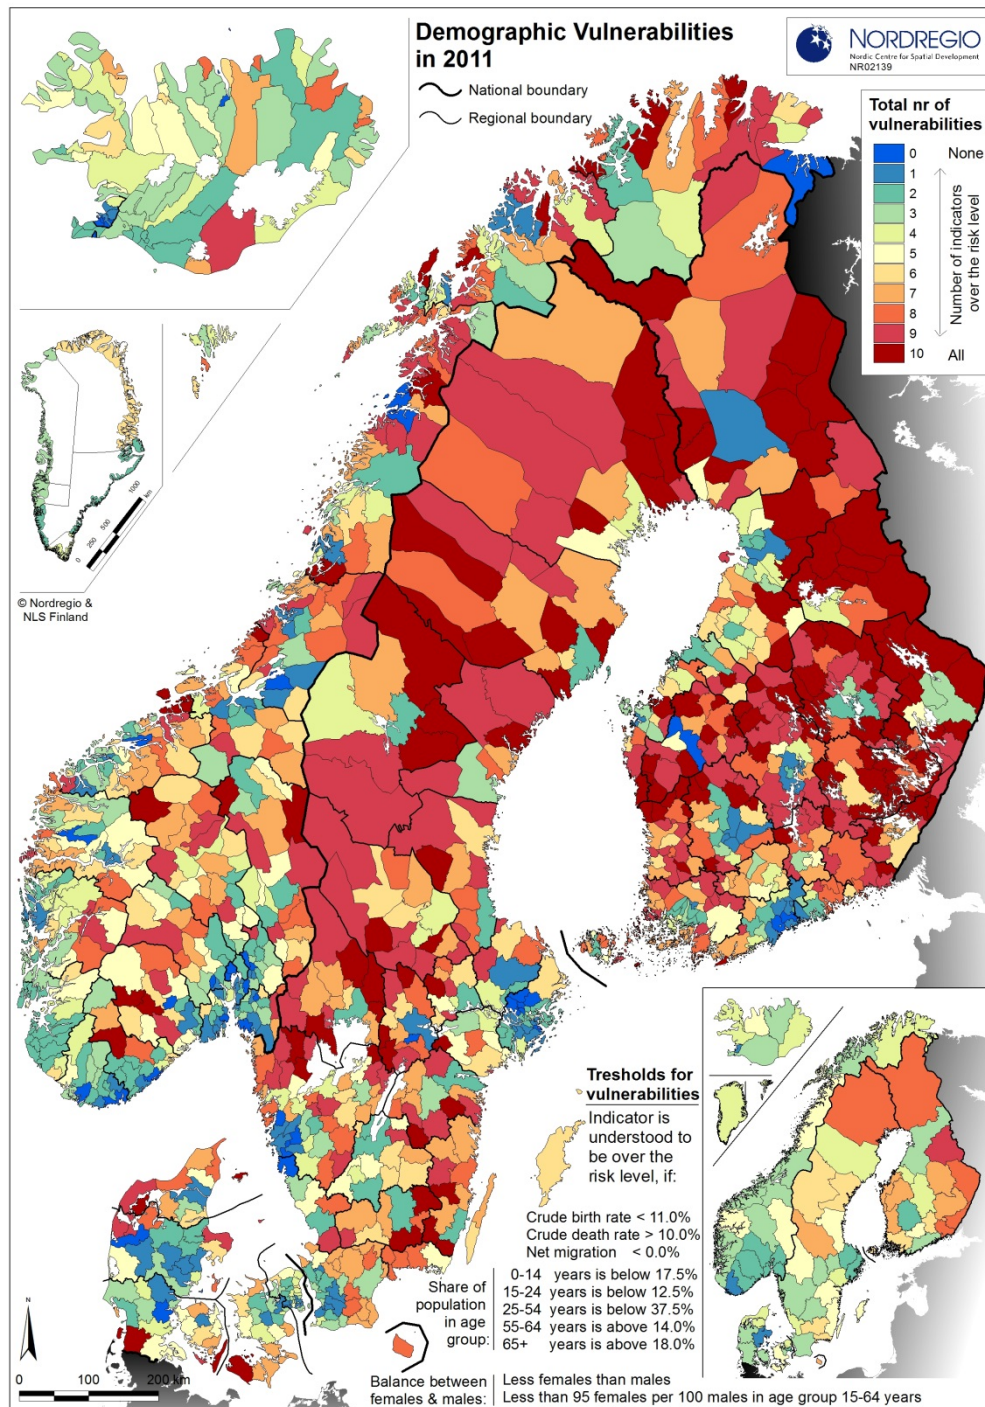 Demographic Vulnerabilities
in 2011
National boundary
Regional boundary
NORDREGIO
Nordic Centre for Spatial Development
NR02139
Total nr of
vulnerabilities
0 None
1
2
3
4
5
6
7
8
9
10 All
Number of indicators
over the risk level
0 250 500 1000
km
© Nordregio &
NLS Finland
Tresholds for
vulnerabilities
Indicator is
understood to
be over the
risk level, if:
Crude birth rate < 11.0%
Crude death rate > 10.0%
Net migration < 0.0%
Share of
population
in age
group:
0-14 years is below 17.5%
15-24 years is below 12.5%
25-54 years is below 37.5%
55-64 years is above 14.0%
65+ years is above 18.0%
Balance between
females & males:
Less females than males
Less than 95 females per 100 males in age group 15-64 years
N
0 100 200 km